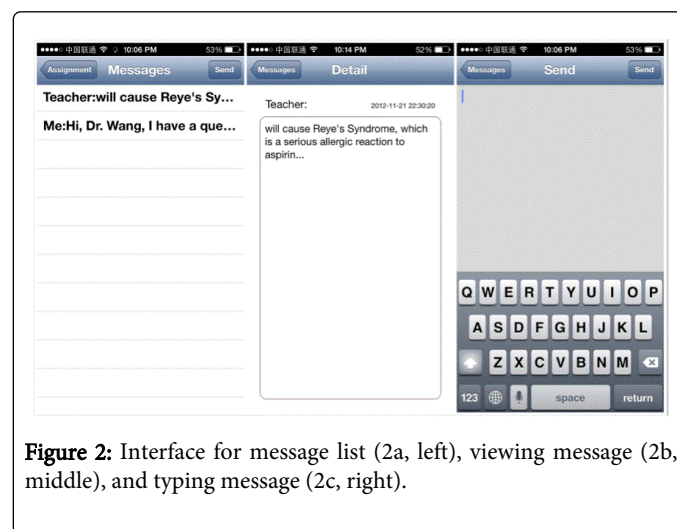 ●●●●○ 中国联通 10:06 PM 53%
Assignment Messages Send
Teacher:will cause Reye's Sy...
Me:Hi, Dr. Wang, I have a que...
●●●●○ 中国联通 10:14 PM 52%
Messages Detail
Teacher: 2012-11-21 22:30:20
will cause Reye's Syndrome, which
is a serious allergic reaction to
aspirin...
●●●●○ 中国联通 10:06 PM 53%
Messages Send Send
Q W E R T Y U I O P
A S D F G H J K L
Z X C V B N M
123 space return
Figure 2: Interface for message list (2a, left), viewing message (2b,
middle), and typing message (2c, right).